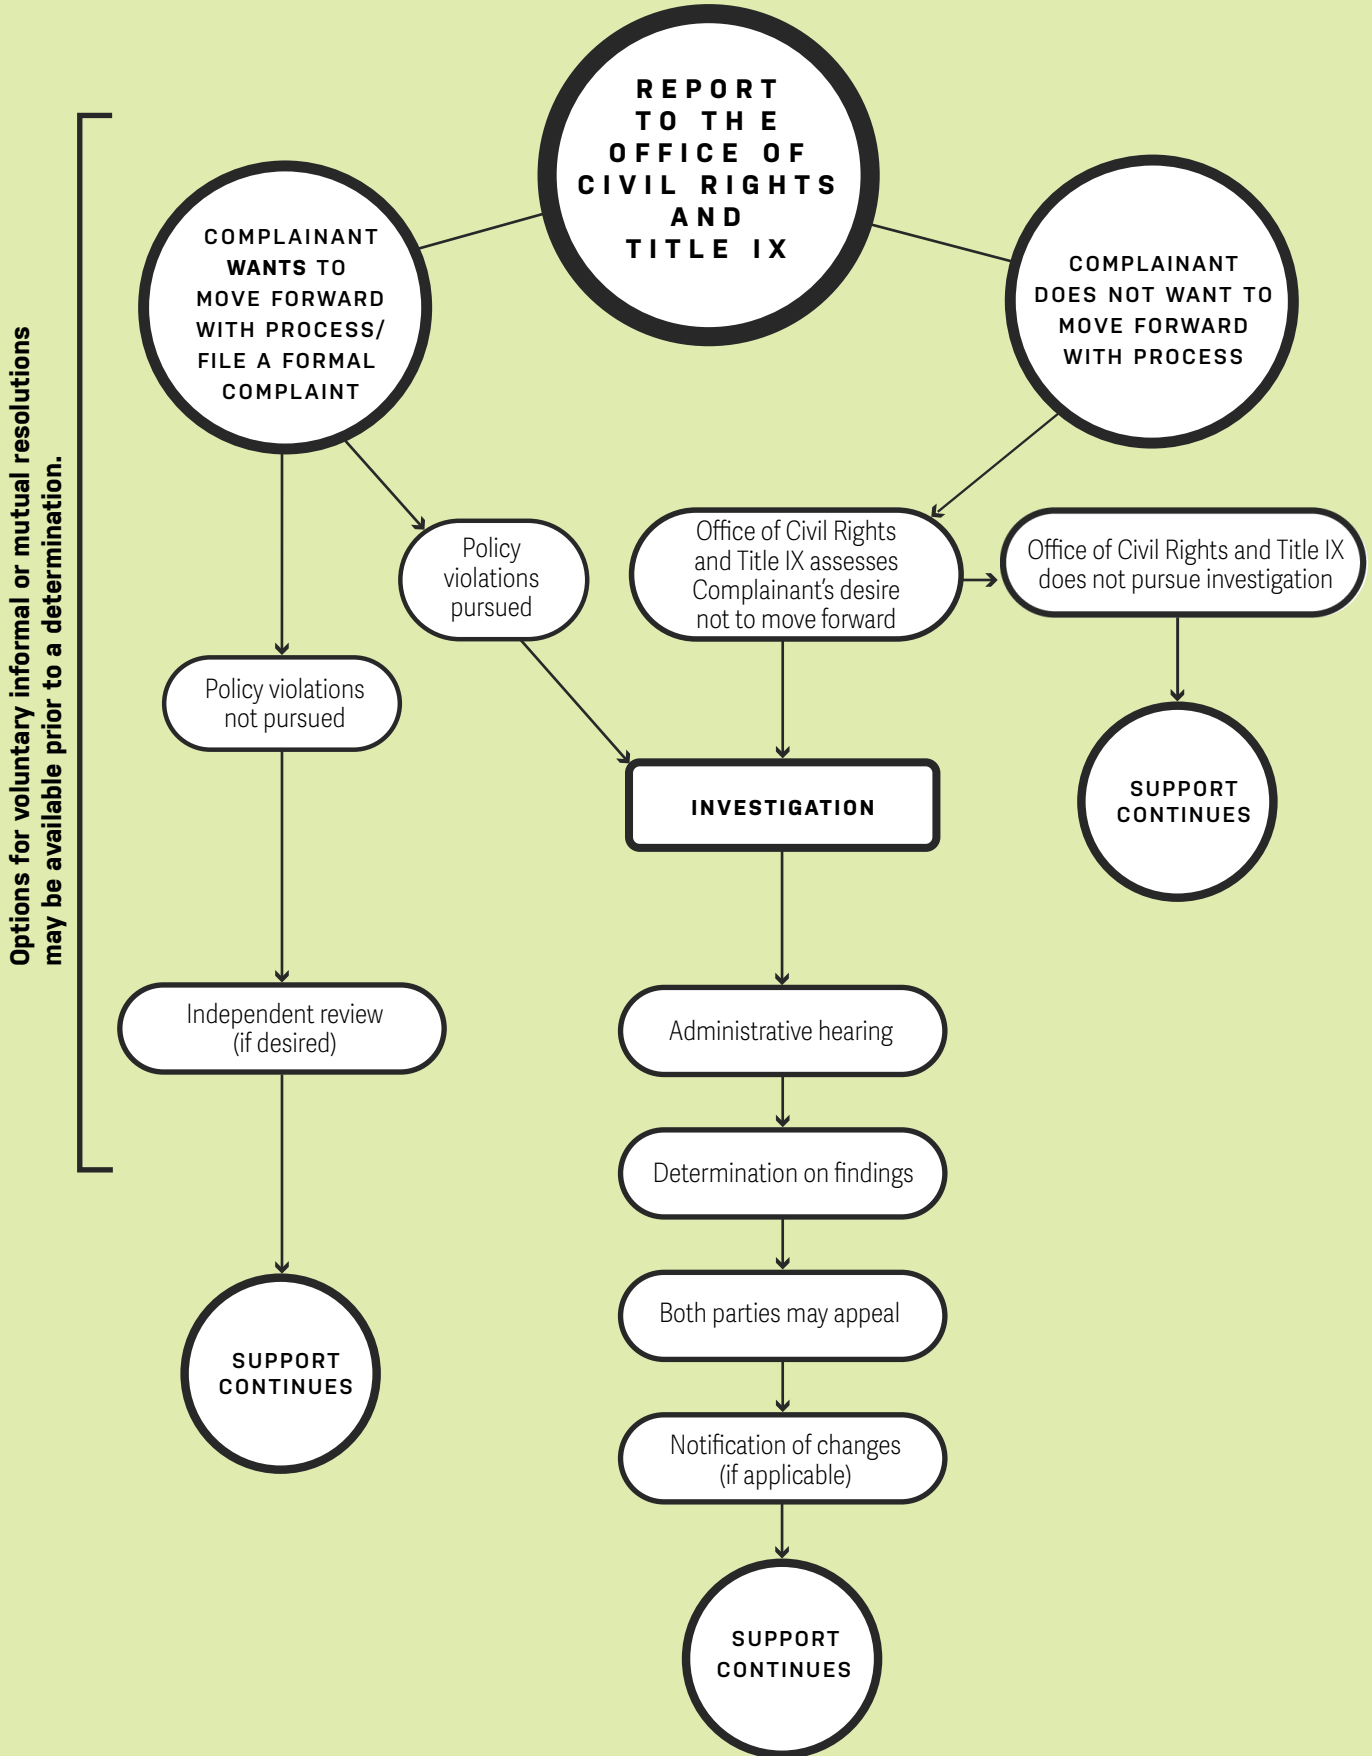 REPORT
TO THE
OFFICE OF
CIVIL RIGHTS
AND
TITLE IX
COMPLAINANT
WANTS TO
MOVE FORWARD
WITH PROCESS/
FILE A FORMAL
COMPLAINT
COMPLAINANT
DOES NOT WANT TO
MOVE FORWARD
WITH PROCESS
Options for voluntary informal or mutual resolutions
may be available prior to a determination.
Policy
violations
pursued
Office of Civil Rights
and Title IX assesses
Complainant's desire
not to move forward
Office of Civil Rights and Title IX
does not pursue investigation
Policy violations
not pursued
INVESTIGATION
SUPPORT
CONTINUES
Independent review
(if desired)
Administrative hearing
Determination on findings
Both parties may appeal
SUPPORT
CONTINUES
Notification of changes
(if applicable)
SUPPORT
CONTINUES